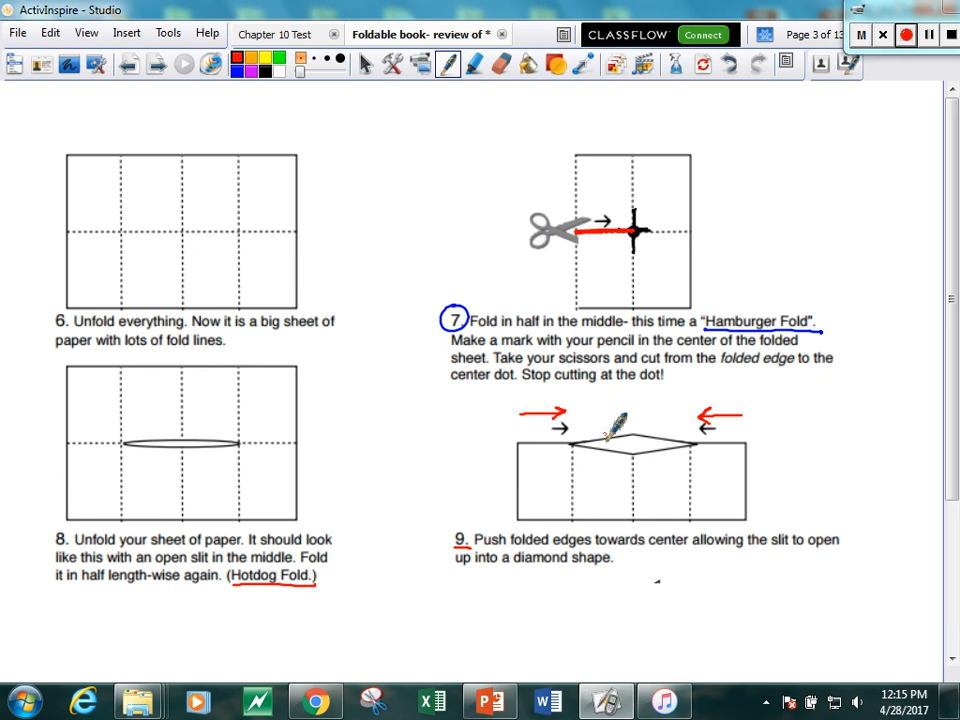 ActivInspire - Studio
File Edit View Insert Tools Help
Chapter 10 Test
Foldable book- review of *
CLASSFLOW Connect
Page 3 of 13
M
6. Unfold everything. Now it is a big sheet of
paper with lots of fold lines.
7. Fold in half in the middle- this time a “Hamburger Fold”.
Make a mark with your pencil in the center of the folded
sheet. Take your scissors and cut from the folded edge to the
center dot. Stop cutting at the dot!
8. Unfold your sheet of paper. It should look
like this with an open slit in the middle. Fold
it in half length-wise again. (Hotdog Fold.)
9. Push folded edges towards center allowing the slit to open
up into a diamond shape.
12:15 PM
4/28/2017